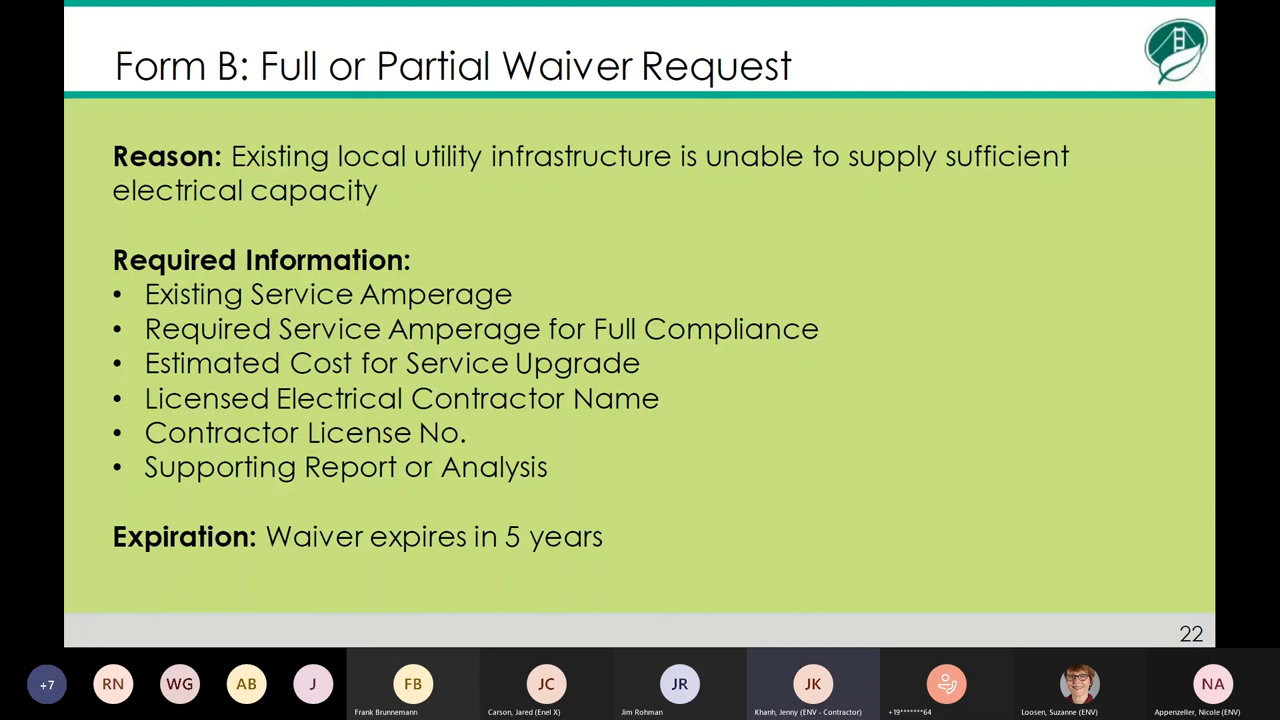 Form B: Full or Partial Waiver Request
Reason: Existing local utility infrastructure is unable to supply sufficient
electrical capacity
Required Information:
• Existing Service Amperage
• Required Service Amperage for Full Compliance
• Estimated Cost for Service Upgrade
• Licensed Electrical Contractor Name
• Contractor License No.
• Supporting Report or Analysis
Expiration: Waiver expires in 5 years
22
+7 RN WG AB J FB JC JR JK NA
Frank Brunnemann Carson, Jared (Enel X) Jim Rohman Khanh, Jenny (ENV - Contractor) +19*******64 Loosen, Suzanne (ENV) Appenzeller, Nicole (ENV)